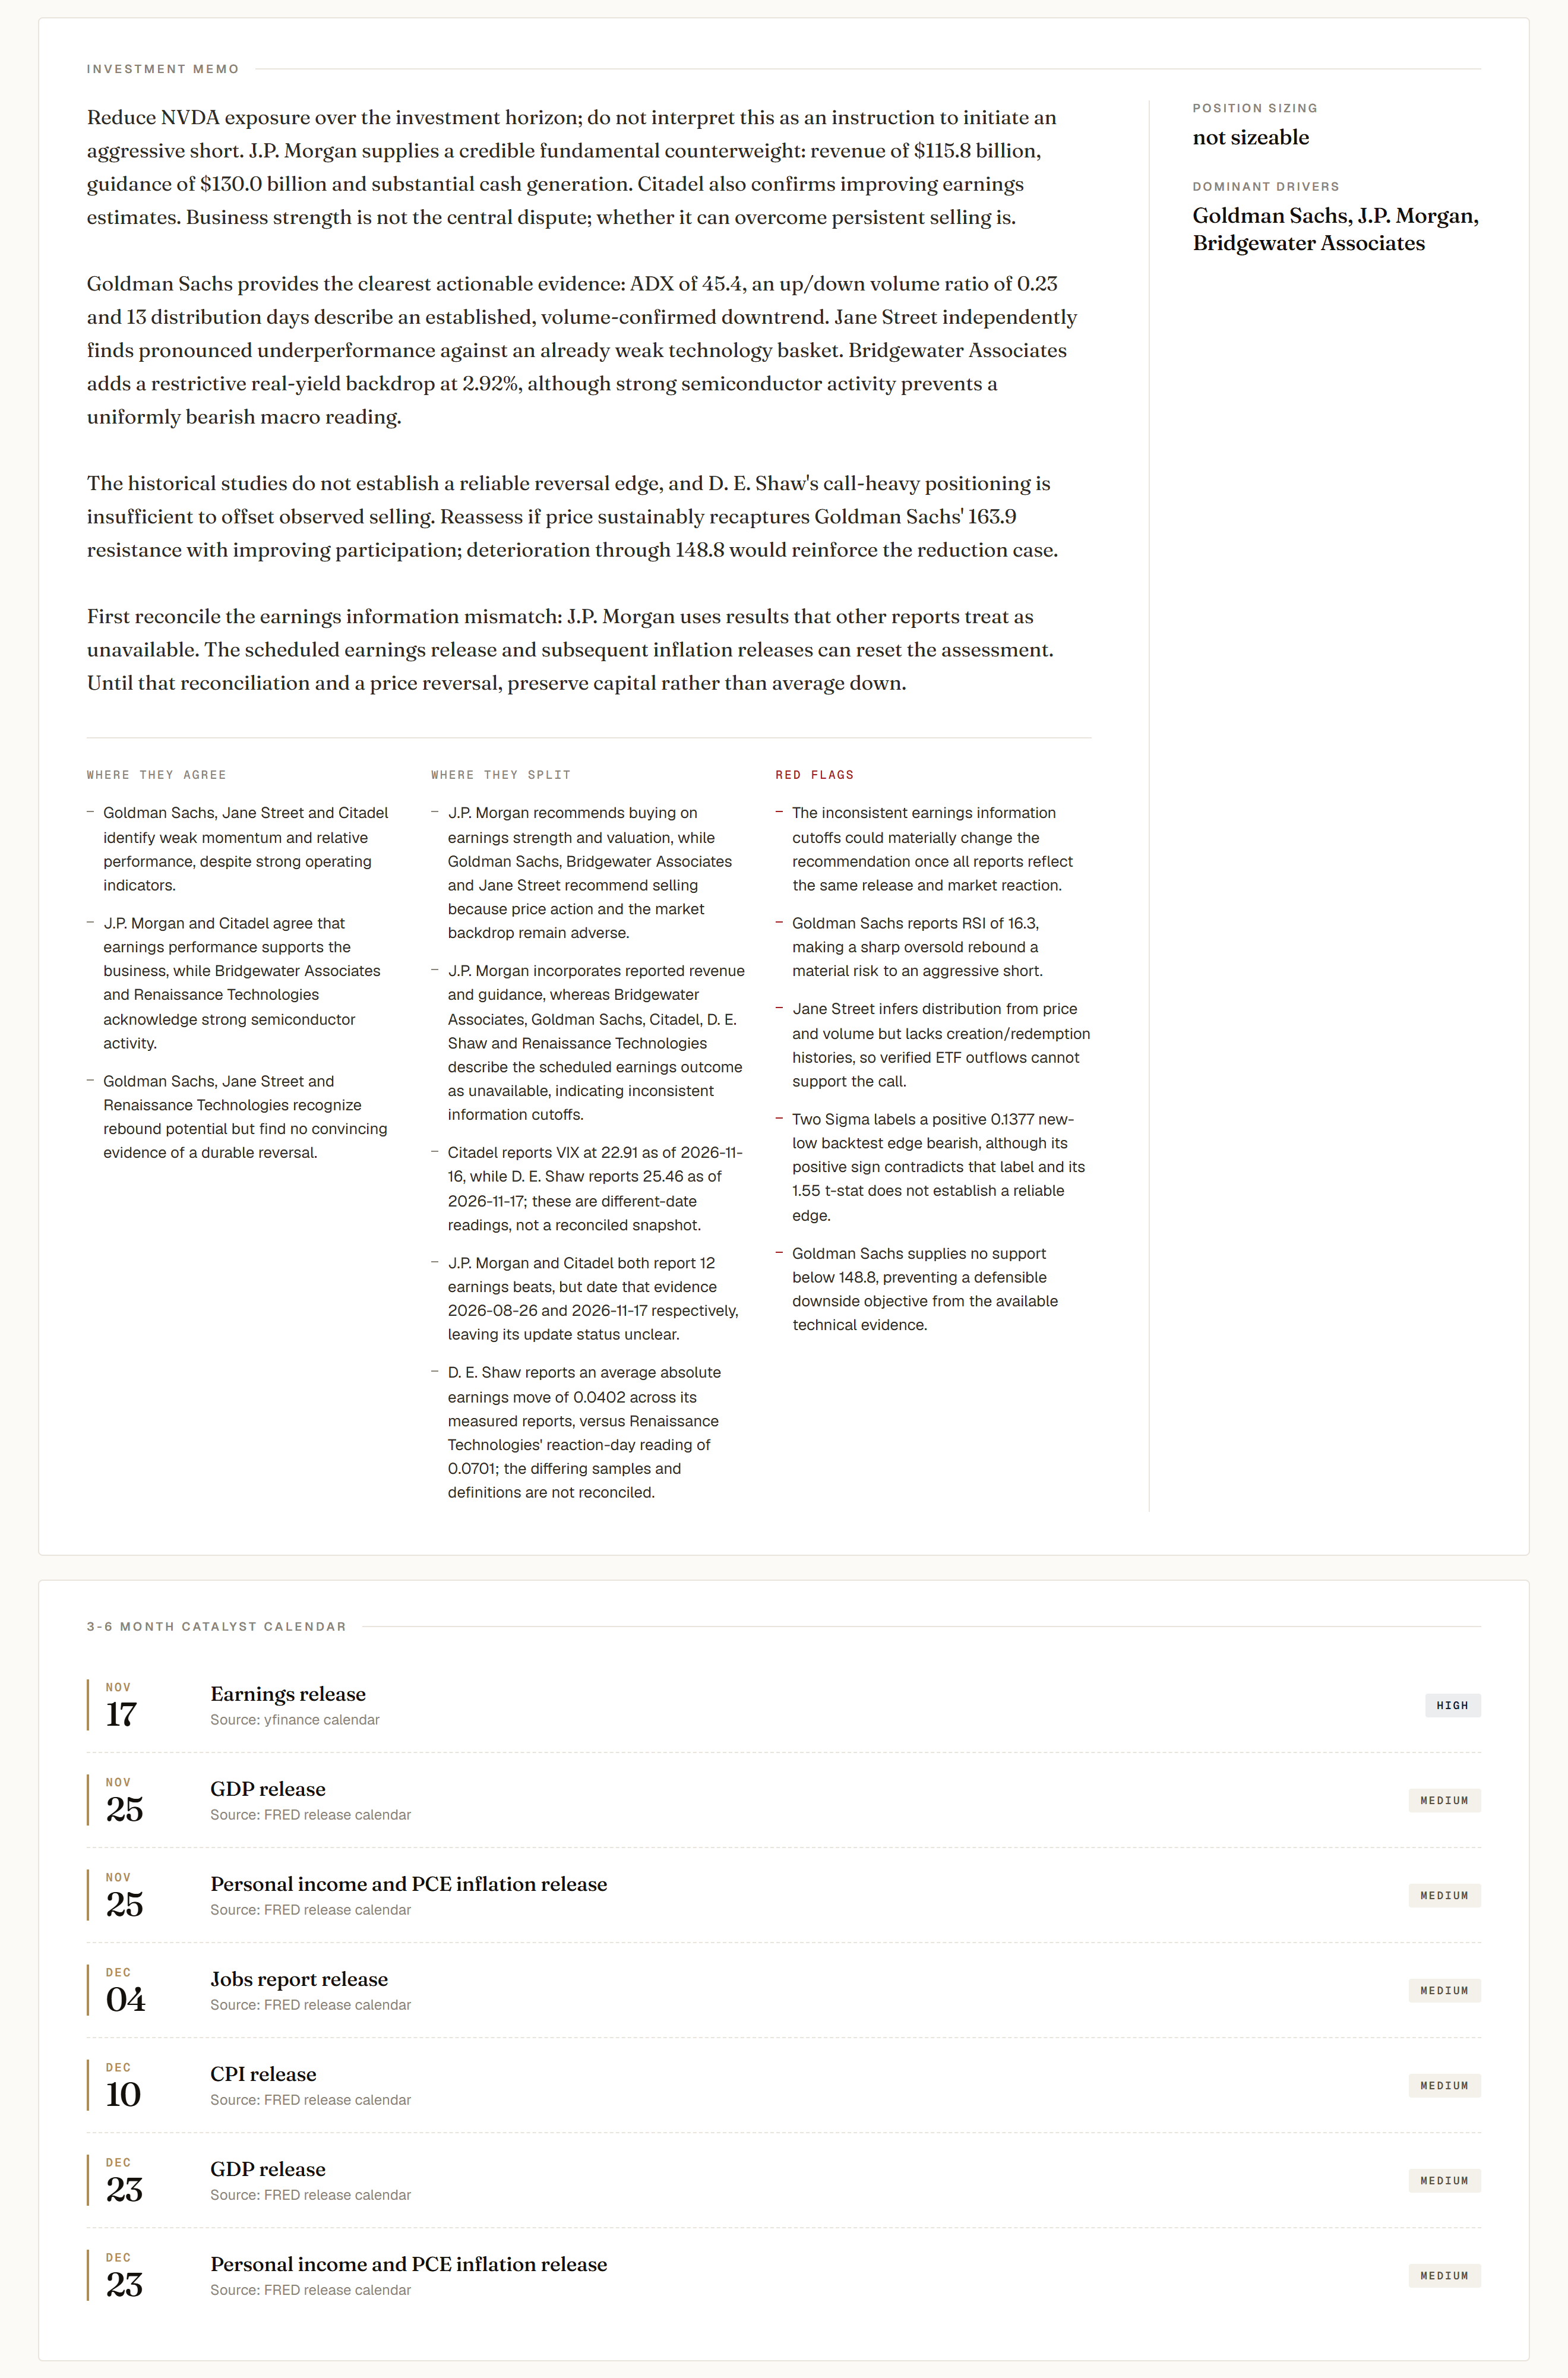 INVESTMENT MEMO
Reduce NVDA exposure over the investment horizon; do not interpret this as an instruction to initiate an
aggressive short. J.P. Morgan supplies a credible fundamental counterweight: revenue of $115.8 billion,
guidance of $130.0 billion and substantial cash generation. Citadel also confirms improving earnings
estimates. Business strength is not the central dispute; whether it can overcome persistent selling is.
Goldman Sachs provides the clearest actionable evidence: ADX of 45.4, an up/down volume ratio of 0.23
and 13 distribution days describe an established, volume-confirmed downtrend. Jane Street independently
finds pronounced underperformance against an already weak technology basket. Bridgewater Associates
adds a restrictive real-yield backdrop at 2.92%, although strong semiconductor activity prevents a
uniformly bearish macro reading.
The historical studies do not establish a reliable reversal edge, and D. E. Shaw's call-heavy positioning is
insufficient to offset observed selling. Reassess if price sustainably recaptures Goldman Sachs' 163.9
resistance with improving participation; deterioration through 148.8 would reinforce the reduction case.
First reconcile the earnings information mismatch: J.P. Morgan uses results that other reports treat as
unavailable. The scheduled earnings release and subsequent inflation releases can reset the assessment.
Until that reconciliation and a price reversal, preserve capital rather than average down.
POSITION SIZING
not sizeable
DOMINANT DRIVERS
Goldman Sachs, J.P. Morgan,
Bridgewater Associates
WHERE THEY AGREE
– Goldman Sachs, Jane Street and Citadel
identify weak momentum and relative
performance, despite strong operating
indicators.
– J.P. Morgan and Citadel agree that
earnings performance supports the
business, while Bridgewater Associates
and Renaissance Technologies
acknowledge strong semiconductor
activity.
– Goldman Sachs, Jane Street and
Renaissance Technologies recognize
rebound potential but find no convincing
evidence of a durable reversal.
WHERE THEY SPLIT
– J.P. Morgan recommends buying on
earnings strength and valuation, while
Goldman Sachs, Bridgewater Associates
and Jane Street recommend selling
because price action and the market
backdrop remain adverse.
– J.P. Morgan incorporates reported revenue
and guidance, whereas Bridgewater
Associates, Goldman Sachs, Citadel, D. E.
Shaw and Renaissance Technologies
describe the scheduled earnings outcome
as unavailable, indicating inconsistent
information cutoffs.
– Citadel reports VIX at 22.91 as of 2026-11-
16, while D. E. Shaw reports 25.46 as of
2026-11-17; these are different-date
readings, not a reconciled snapshot.
– J.P. Morgan and Citadel both report 12
earnings beats, but date that evidence
2026-08-26 and 2026-11-17 respectively,
leaving its update status unclear.
– D. E. Shaw reports an average absolute
earnings move of 0.0402 across its
measured reports, versus Renaissance
Technologies' reaction-day reading of
0.0701; the differing samples and
definitions are not reconciled.
RED FLAGS
– The inconsistent earnings information
cutoffs could materially change the
recommendation once all reports reflect
the same release and market reaction.
– Goldman Sachs reports RSI of 16.3,
making a sharp oversold rebound a
material risk to an aggressive short.
– Jane Street infers distribution from price
and volume but lacks creation/redemption
histories, so verified ETF outflows cannot
support the call.
– Two Sigma labels a positive 0.1377 new-
low backtest edge bearish, although its
positive sign contradicts that label and its
1.55 t-stat does not establish a reliable
edge.
– Goldman Sachs supplies no support
below 148.8, preventing a defensible
downside objective from the available
technical evidence.
3-6 MONTH CATALYST CALENDAR
NOV
17
Earnings release
Source: yfinance calendar
HIGH
NOV
25
GDP release
Source: FRED release calendar
MEDIUM
NOV
25
Personal income and PCE inflation release
Source: FRED release calendar
MEDIUM
DEC
04
Jobs report release
Source: FRED release calendar
MEDIUM
DEC
10
CPI release
Source: FRED release calendar
MEDIUM
DEC
23
GDP release
Source: FRED release calendar
MEDIUM
DEC
23
Personal income and PCE inflation release
Source: FRED release calendar
MEDIUM